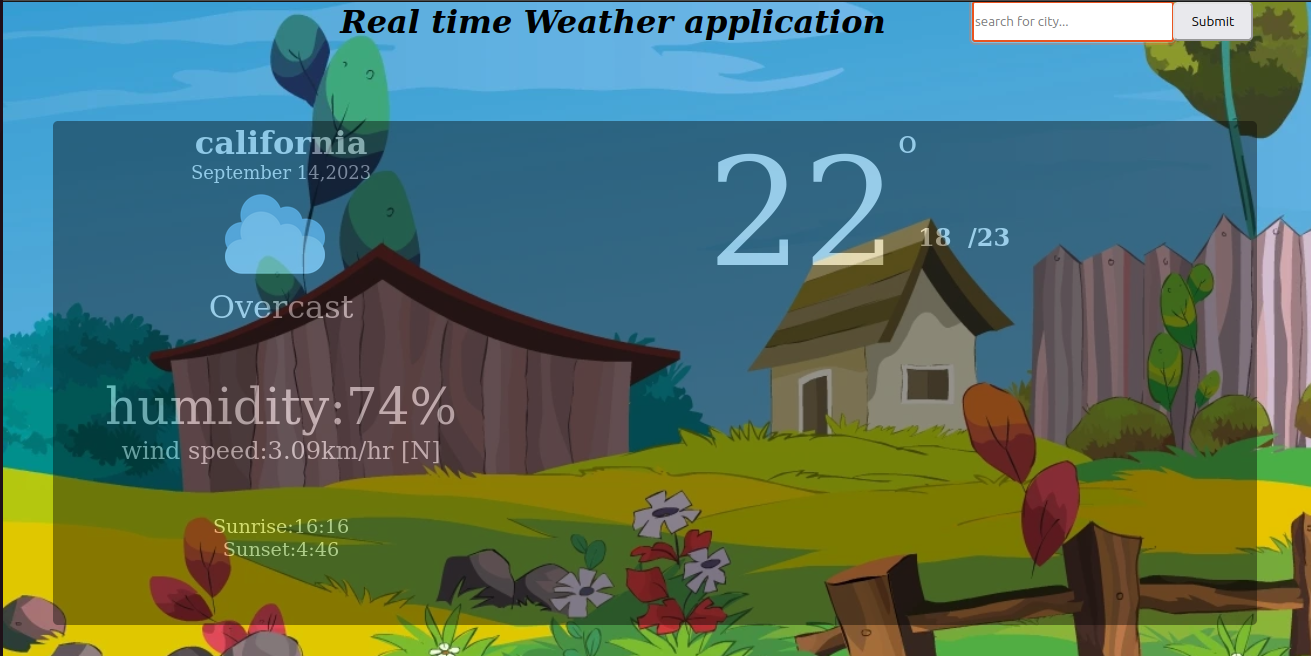 Real time Weather application
search for city...
Submit
california
September 14,2023
Overcast
humidity:74%
wind speed:3.09km/hr [N]
Sunrise:16:16
Sunset:4:46
22 O
18 /23